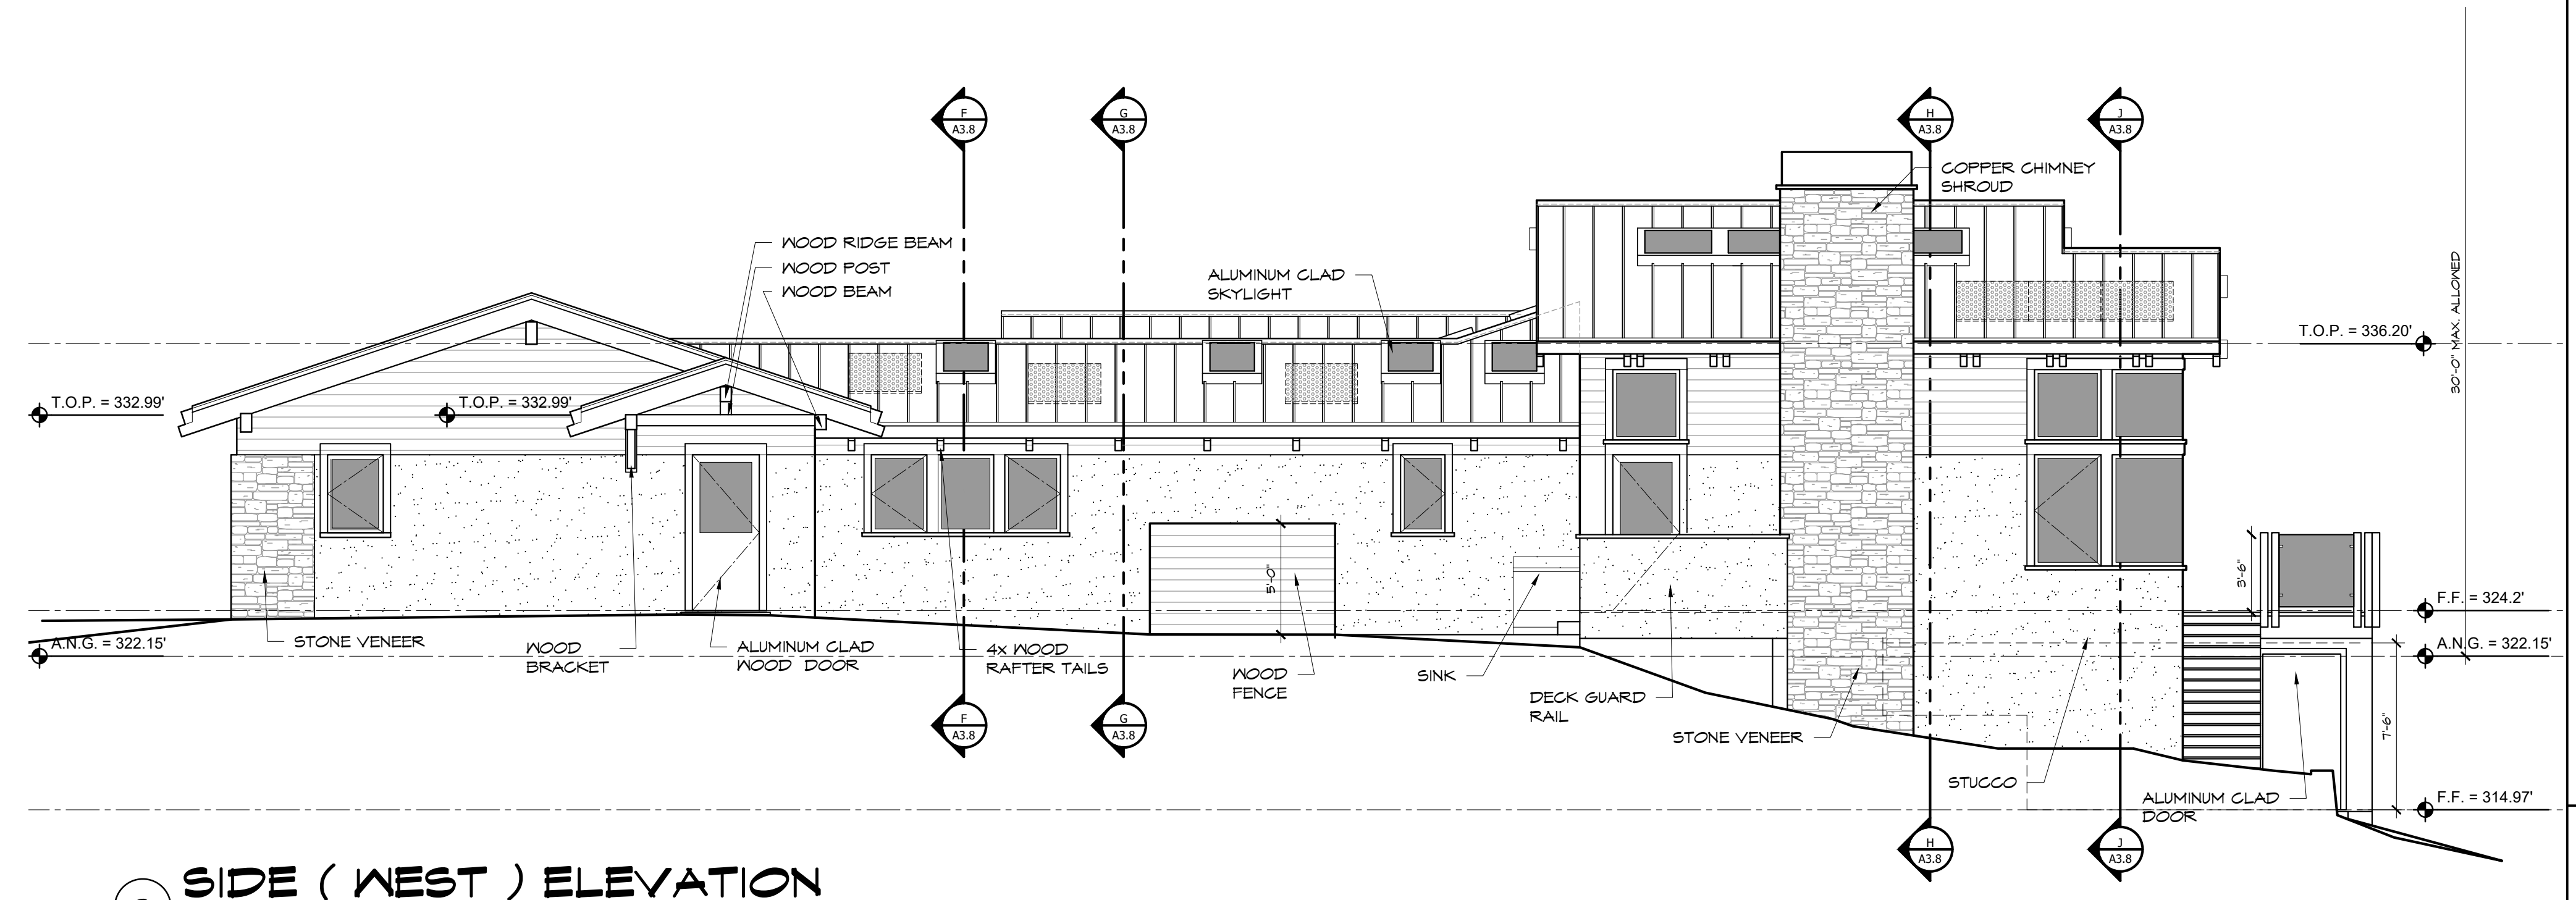 F
A3.8
G
A3.8
H
A3.8
J
A3.8
COPPER CHIMNEY
SHROUD
WOOD RIDGE BEAM
WOOD POST
WOOD BEAM
ALUMINUM CLAD
SKYLIGHT
30'-0" MAX. ALLOWED
T.O.P. = 336.20'
T.O.P. = 332.99'
T.O.P. = 332.99'
5'-0"
3'-6"
F.F. = 324.2'
A.N.G. = 322.15'
STONE VENEER
WOOD
BRACKET
ALUMINUM CLAD
WOOD DOOR
4x WOOD
RAFTER TAILS
WOOD
FENCE
SINK
DECK GUARD
RAIL
STONE VENEER
STUCCO
ALUMINUM CLAD
DOOR
A.N.G. = 322.15'
7'-6"
F.F. = 314.97'
F
A3.8
G
A3.8
H
A3.8
J
A3.8
SIDE ( WEST ) ELEVATION